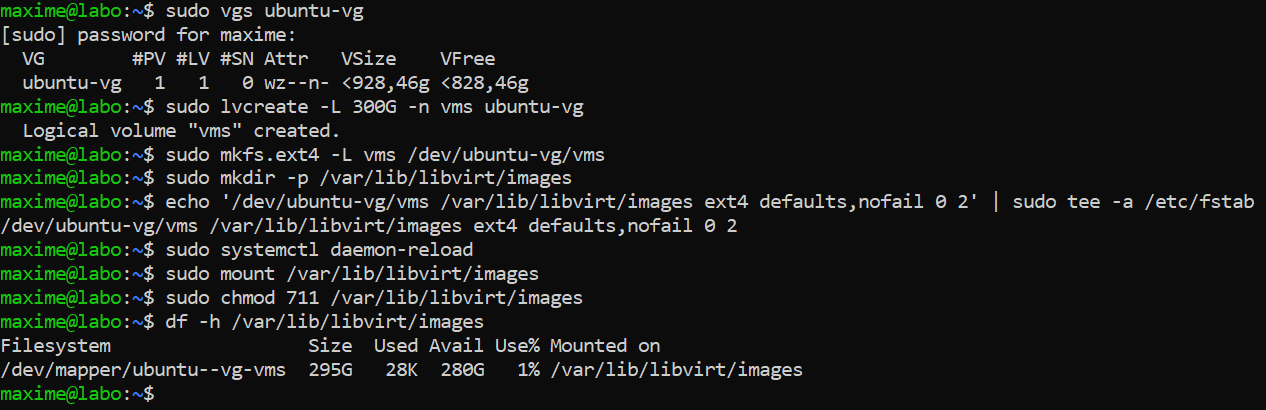 maxime@labo:~$ sudo vgs ubuntu-vg
[sudo] password for maxime:
  VG        #PV #LV #SN Attr   VSize    VFree
  ubuntu-vg   1   1   0 wz--n- <928,46g <828,46g
maxime@labo:~$ sudo lvcreate -L 300G -n vms ubuntu-vg
  Logical volume "vms" created.
maxime@labo:~$ sudo mkfs.ext4 -L vms /dev/ubuntu-vg/vms
maxime@labo:~$ sudo mkdir -p /var/lib/libvirt/images
maxime@labo:~$ echo '/dev/ubuntu-vg/vms /var/lib/libvirt/images ext4 defaults,nofail 0 2' | sudo tee -a /etc/fstab
/dev/ubuntu-vg/vms /var/lib/libvirt/images ext4 defaults,nofail 0 2
maxime@labo:~$ sudo systemctl daemon-reload
maxime@labo:~$ sudo mount /var/lib/libvirt/images
maxime@labo:~$ sudo chmod 711 /var/lib/libvirt/images
maxime@labo:~$ df -h /var/lib/libvirt/images
Filesystem                 Size  Used Avail Use% Mounted on
/dev/mapper/ubuntu--vg-vms  295G   28K  280G   1% /var/lib/libvirt/images
maxime@labo:~$